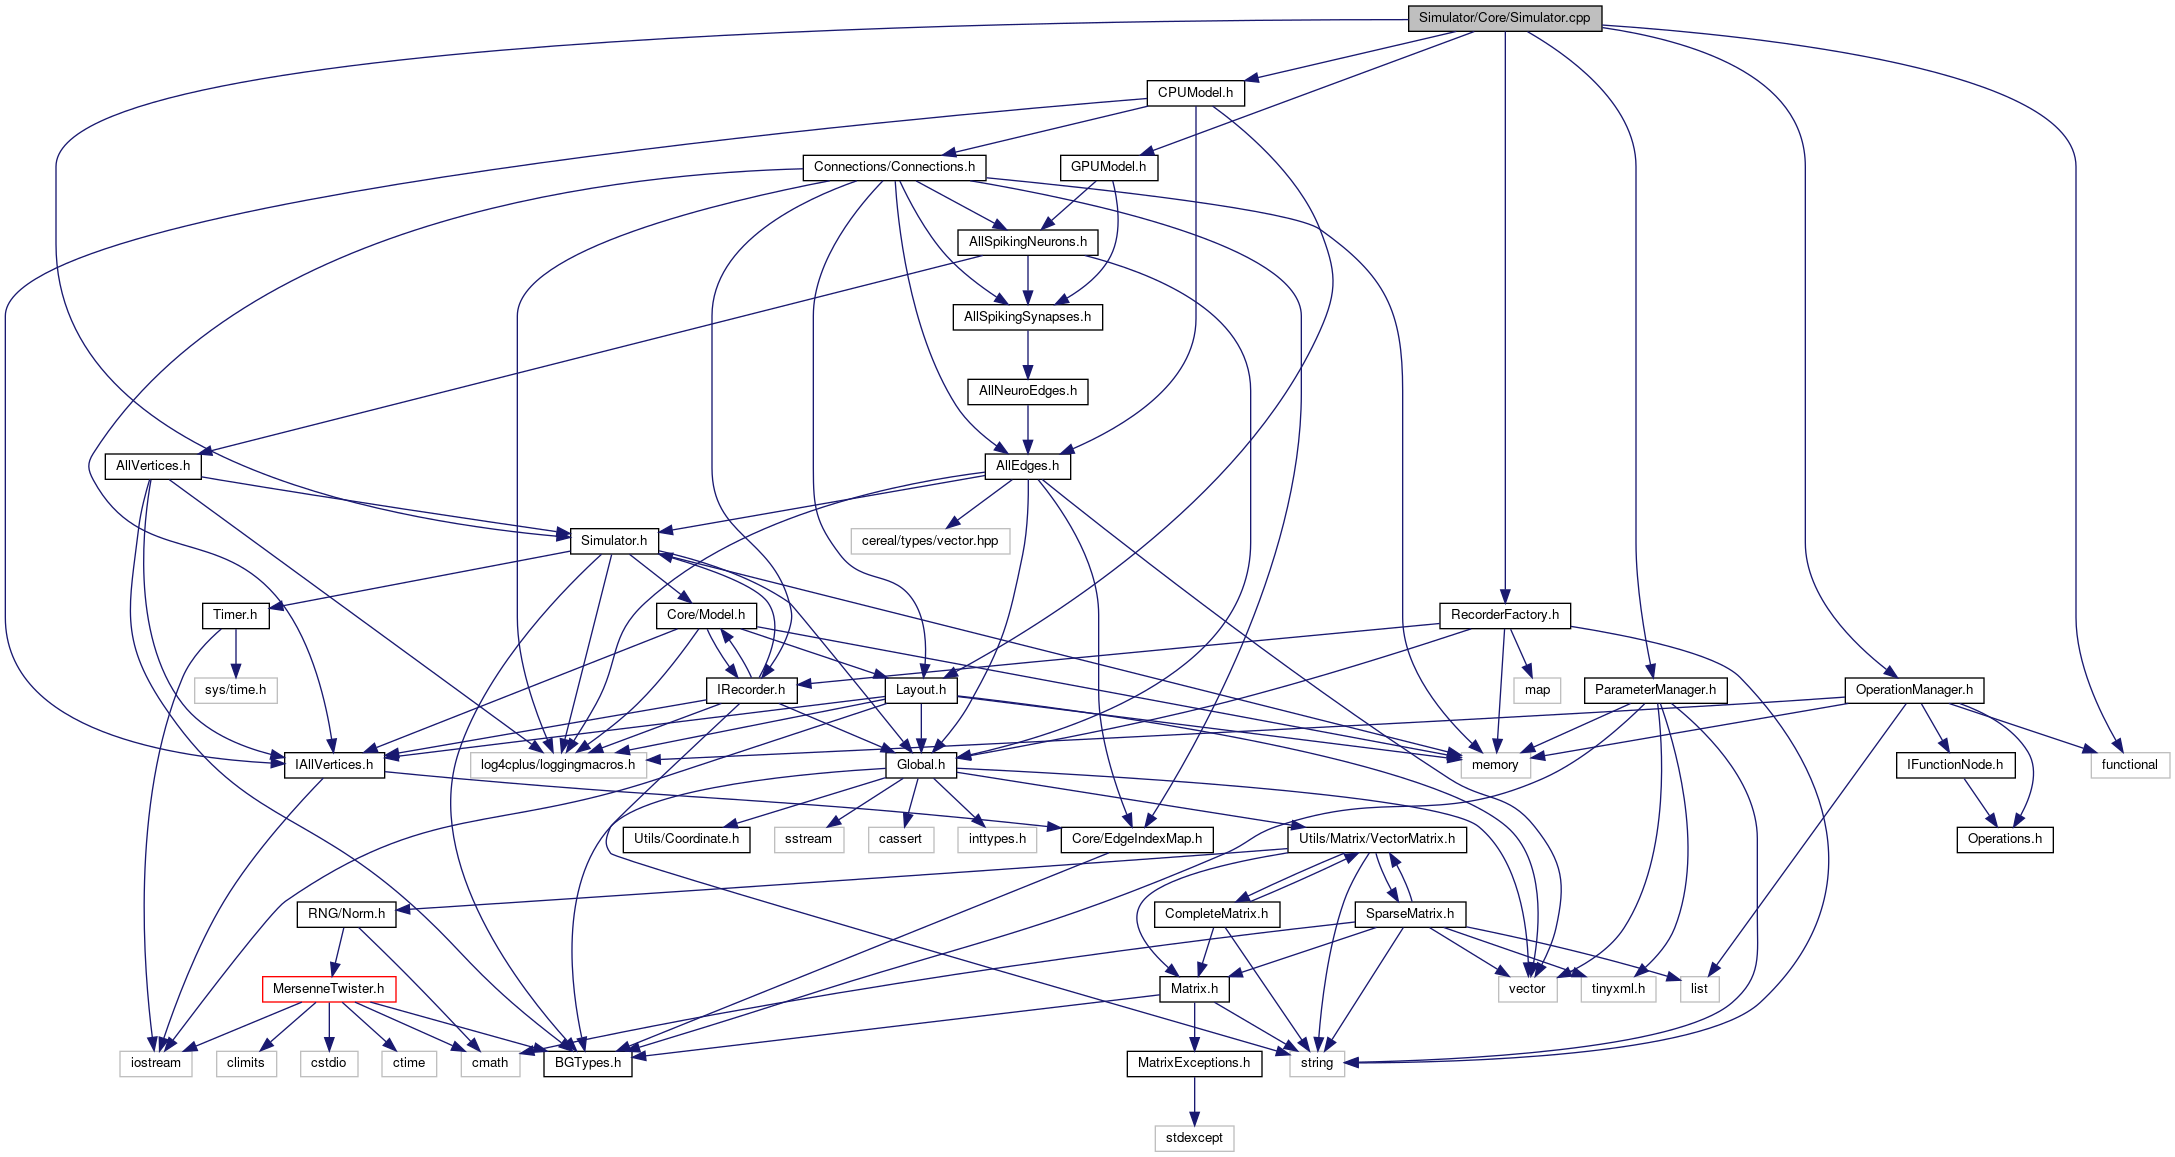 Simulator/Core/Simulator.cpp
CPUModel.h
Connections/Connections.h
GPUModel.h
AllSpikingNeurons.h
AllSpikingSynapses.h
AllNeuroEdges.h
AllVertices.h
AllEdges.h
Simulator.h
cereal/types/vector.hpp
Timer.h
Core/Model.h
RecorderFactory.h
sys/time.h
IRecorder.h
Layout.h
map
ParameterManager.h
OperationManager.h
IAllVertices.h
log4cplus/loggingmacros.h
Global.h
memory
IFunctionNode.h
functional
Utils/Coordinate.h
sstream
cassert
inttypes.h
Core/EdgeIndexMap.h
Utils/Matrix/VectorMatrix.h
Operations.h
RNG/Norm.h
CompleteMatrix.h
SparseMatrix.h
MersenneTwister.h
Matrix.h
vector
tinyxml.h
list
iostream
climits
cstdio
ctime
cmath
BGTypes.h
MatrixExceptions.h
string
stdexcept